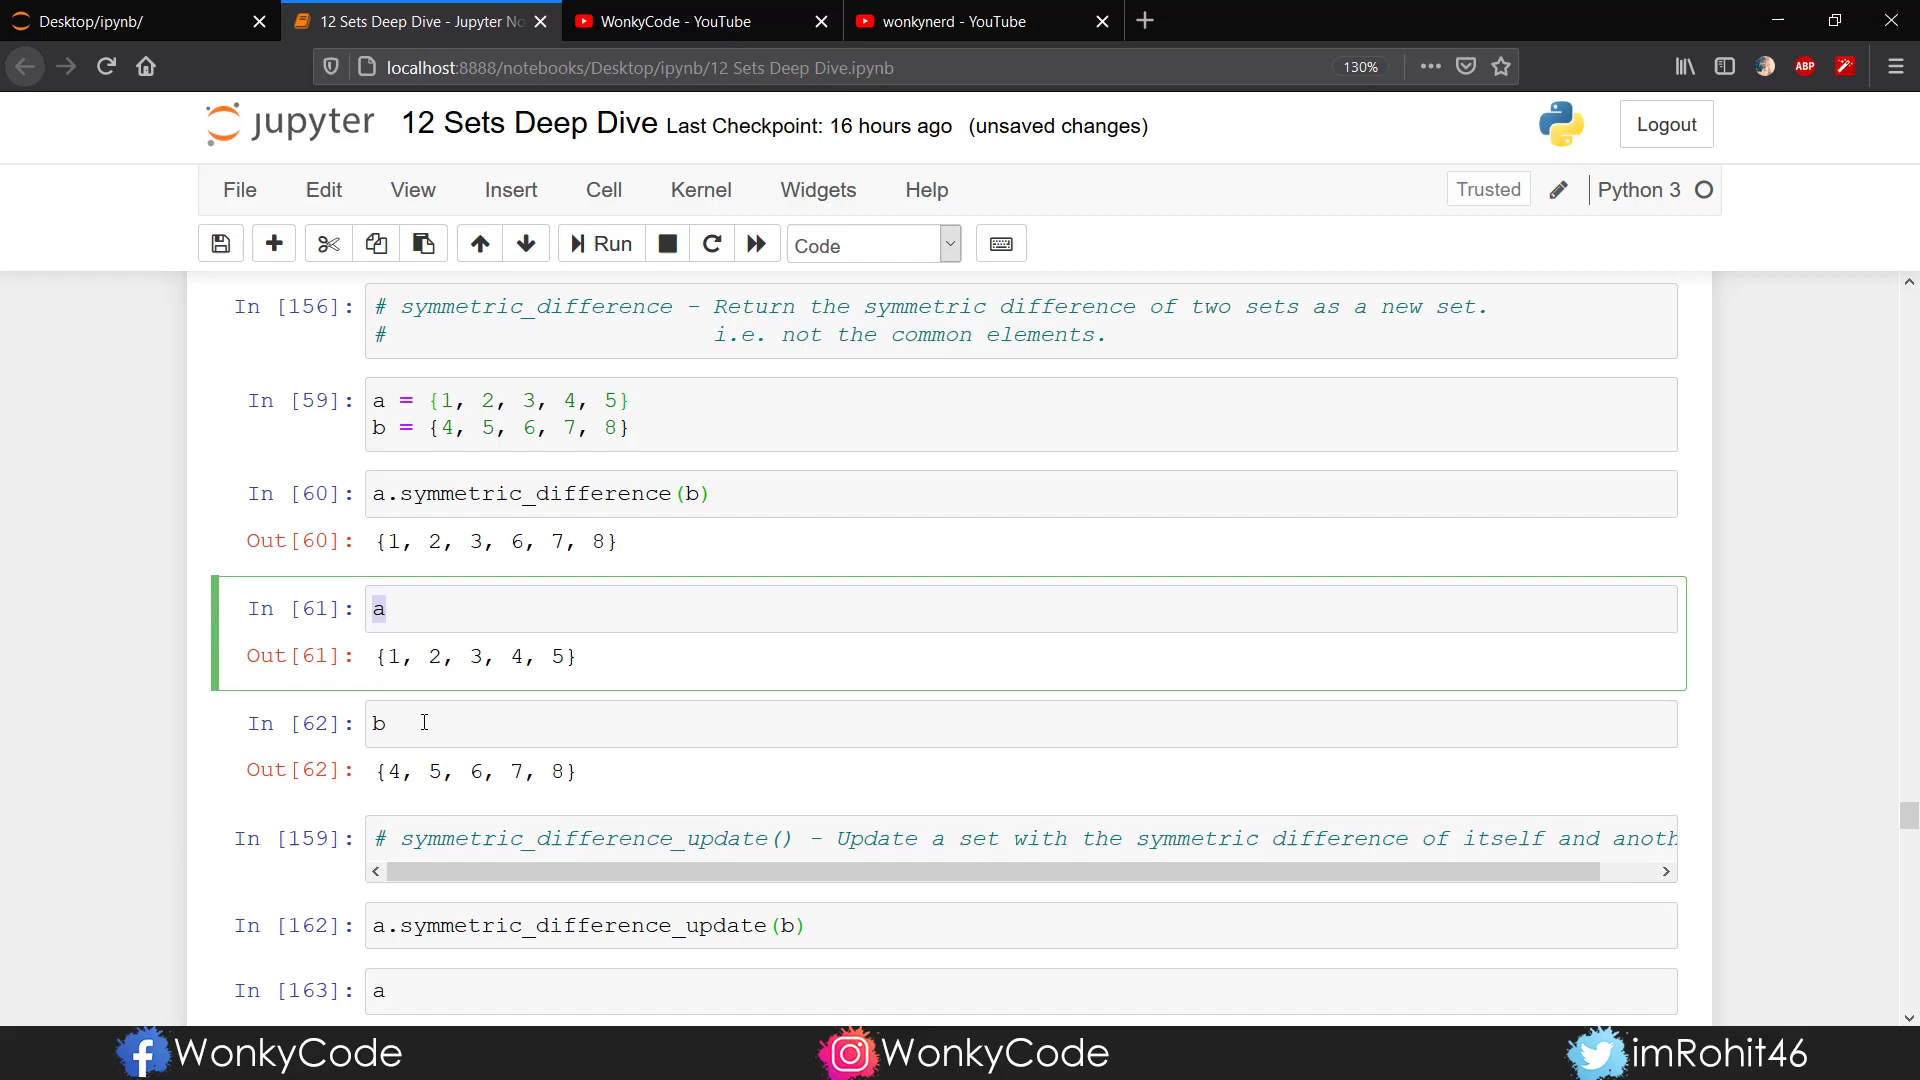 Desktop/ipynb/
12 Sets Deep Dive - Jupyter No
WonkyCode - YouTube
wonkynerd - YouTube
localhost:8888/notebooks/Desktop/ipynb/12 Sets Deep Dive.ipynb
130%
ABP
jupyter
12 Sets Deep Dive Last Checkpoint: 16 hours ago (unsaved changes)
Logout
File Edit View Insert Cell Kernel Widgets Help
Trusted
Python 3
Run
Code
In [156]: # symmetric_difference - Return the symmetric difference of two sets as a new set.
# i.e. not the common elements.
In [59]: a = {1, 2, 3, 4, 5}
b = {4, 5, 6, 7, 8}
In [60]: a.symmetric_difference(b)
Out[60]: {1, 2, 3, 6, 7, 8}
In [61]: a
Out[61]: {1, 2, 3, 4, 5}
In [62]: b
Out[62]: {4, 5, 6, 7, 8}
In [159]: # symmetric_difference_update() - Update a set with the symmetric difference of itself and anoth
In [162]: a.symmetric_difference_update(b)
In [163]: a
WonkyCode
WonkyCode
imRohit46